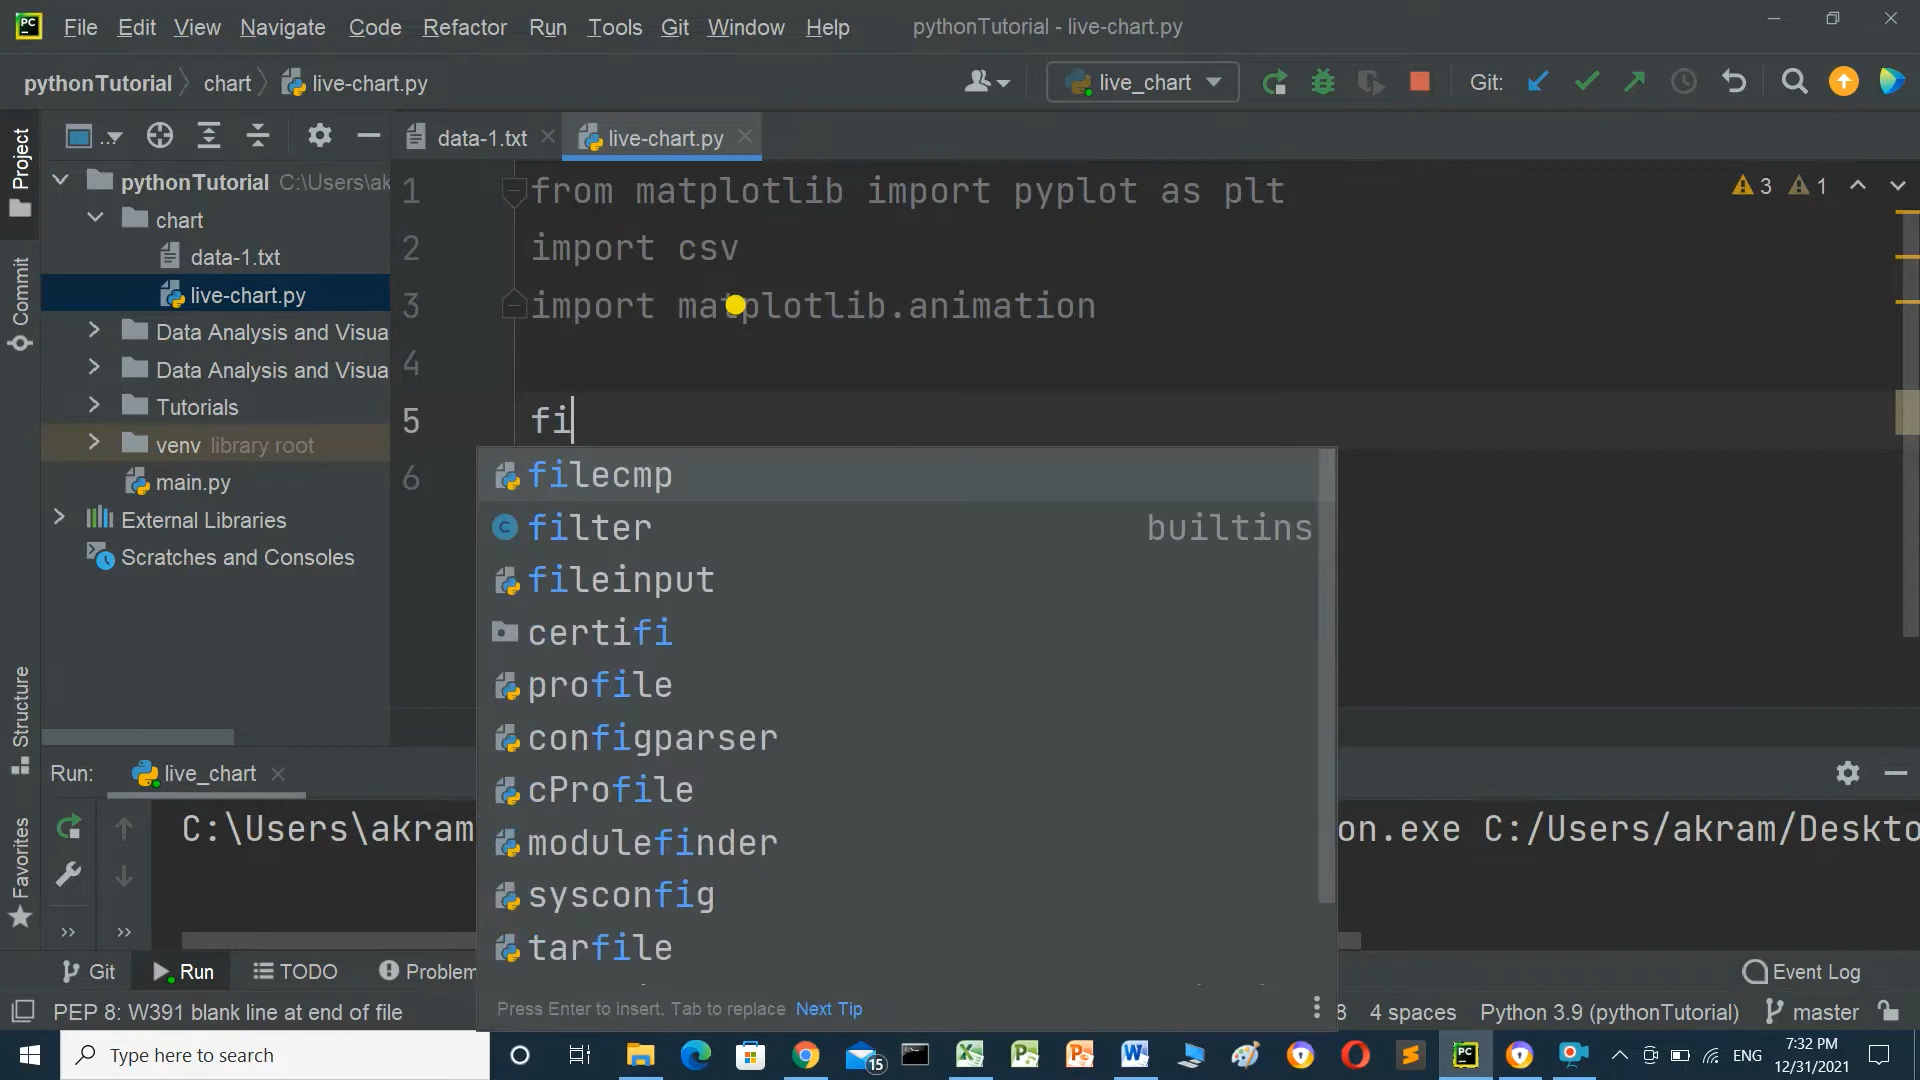 PC File Edit View Navigate Code Refactor Run Tools Git Window Help pythonTutorial - live-chart.py
pythonTutorial chart live-chart.py live_chart Git:
Project
Commit
Structure
Favorites
... data-1.txt live-chart.py
pythonTutorial C:\Users\ak
chart
data-1.txt
live-chart.py
Data Analysis and Visua
Data Analysis and Visua
Tutorials
venv library root
main.py
External Libraries
Scratches and Consoles
1 from matplotlib import pyplot as plt
2 import csv
3 import matplotlib.animation
4
5 fi
6
3 1
filecmp
filter builtins
fileinput
certifi
profile
configparser
cProfile
modulefinder
sysconfig
tarfile
Press Enter to insert, Tab to replace Next Tip
Run: live_chart
C:\Users\akram on.exe C:/Users/akram/Deskto
Git Run TODO Problem Event Log
PEP 8: W391 blank line at end of file 8 4 spaces Python 3.9 (pythonTutorial) master
Type here to search 15 ENG 7:32 PM
12/31/2021